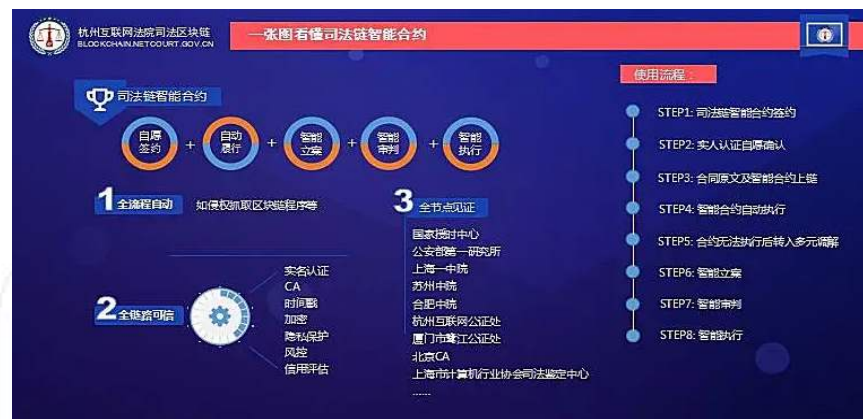 杭州互联网法院司法区块链
BLOCKCHAIN.NETCOURT.GOV.CN
一张图看懂司法链智能合约
司法链智能合约
自愿签约 + 自动履行 + 智能立案 + 智能审判 + 智能执行
1 全流程自动 如侵权抓取区块链程序等
2 全链路可信
实名认证
CA
时间戳
加密
隐私保护
风控
信用评估
3 全节点见证
国家授时中心
公安部第一研究所
上海一中院
苏州中院
合肥中院
杭州互联网公证处
厦门市鹭江公证处
北京CA
上海市计算机行业协会司法鉴定中心
......
使用流程：
STEP1: 司法链智能合约签约
STEP2: 实人认证自愿确认
STEP3: 合同原文及智能合约上链
STEP4: 智能合约自动执行
STEP5: 合约无法执行后转入多元调解
STEP6: 智能立案
STEP7: 智能审判
STEP8: 智能执行